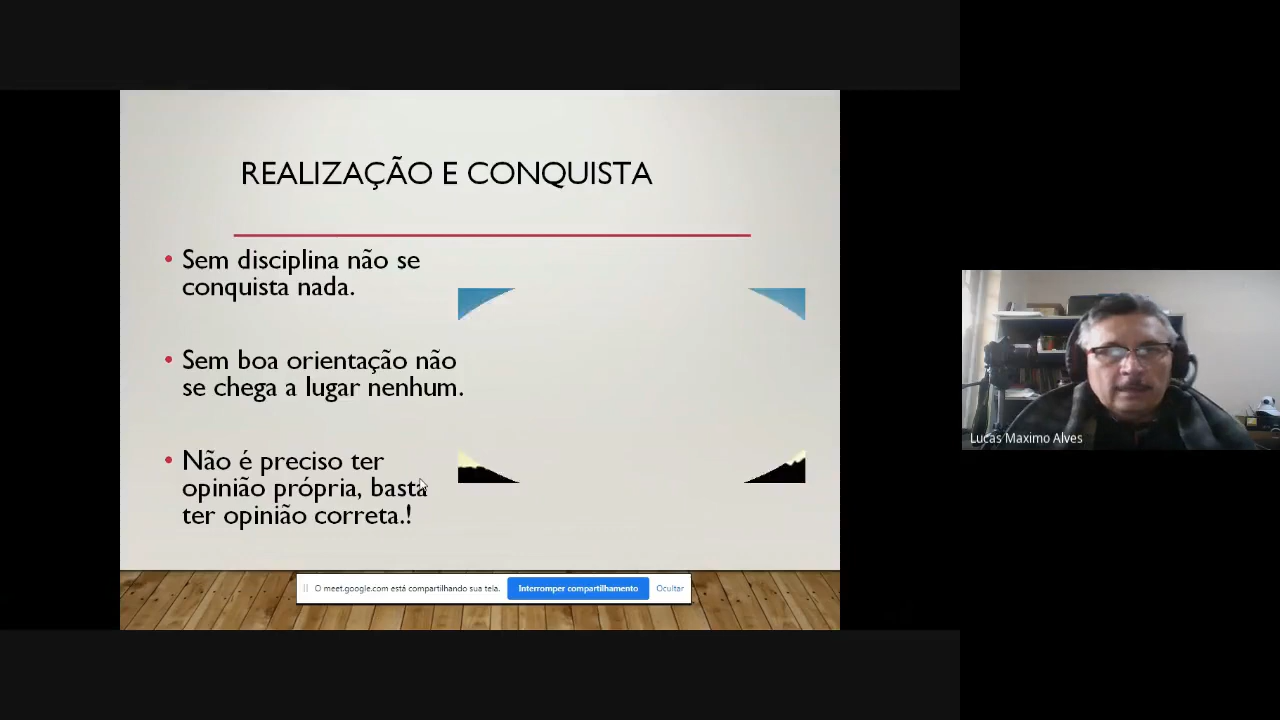 REALIZAÇÃO E CONQUISTA
• Sem disciplina não se
conquista nada.
• Sem boa orientação não
se chega a lugar nenhum.
• Não é preciso ter
opinião própria, basta
ter opinião correta.!
O meet.google.com está compartilhando sua tela. Interromper compartilhamento Ocultar
Lucas Maximo Alves